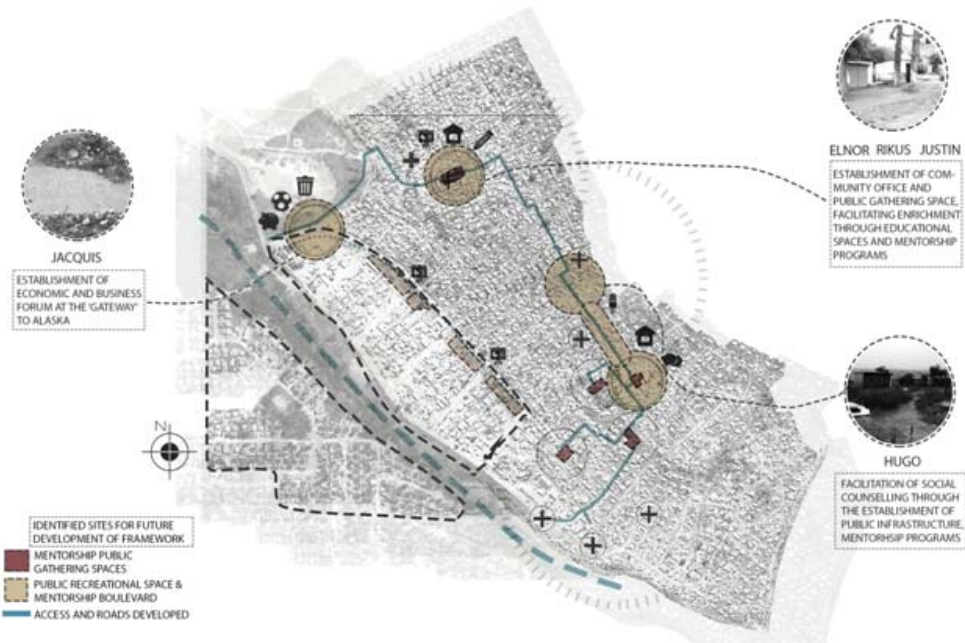 ELNOR RIKUS JUSTIN
ESTABLISHMENT OF COM-
MUNITY OFFICE AND
PUBLIC GATHERING SPACE,
FACILITATING ENRICHMENT
THROUGH EDUCATIONAL
SPACES AND MENTORSHIP
PROGRAMS
JACQUIS
ESTABLISHMENT OF
ECONOMIC AND BUSINESS
FORUM AT THE 'GATEWAY'
TO ALASKA
N
HUGO
FACILITATION OF SOCIAL
COUNSELLING THROUGH
THE ESTABLISHMENT OF
PUBLIC INFRASTRUCTURE,
MENTORHSIP PROGRAMS
IDENTIFIED SITES FOR FUTURE
DEVELOPMENT OF FRAMEWORK
MENTORSHIP PUBLIC
GATHERING SPACES
PUBLIC RECREATIONAL SPACE &
MENTORSHIP BOULEVARD
ACCESS AND ROADS DEVELOPED